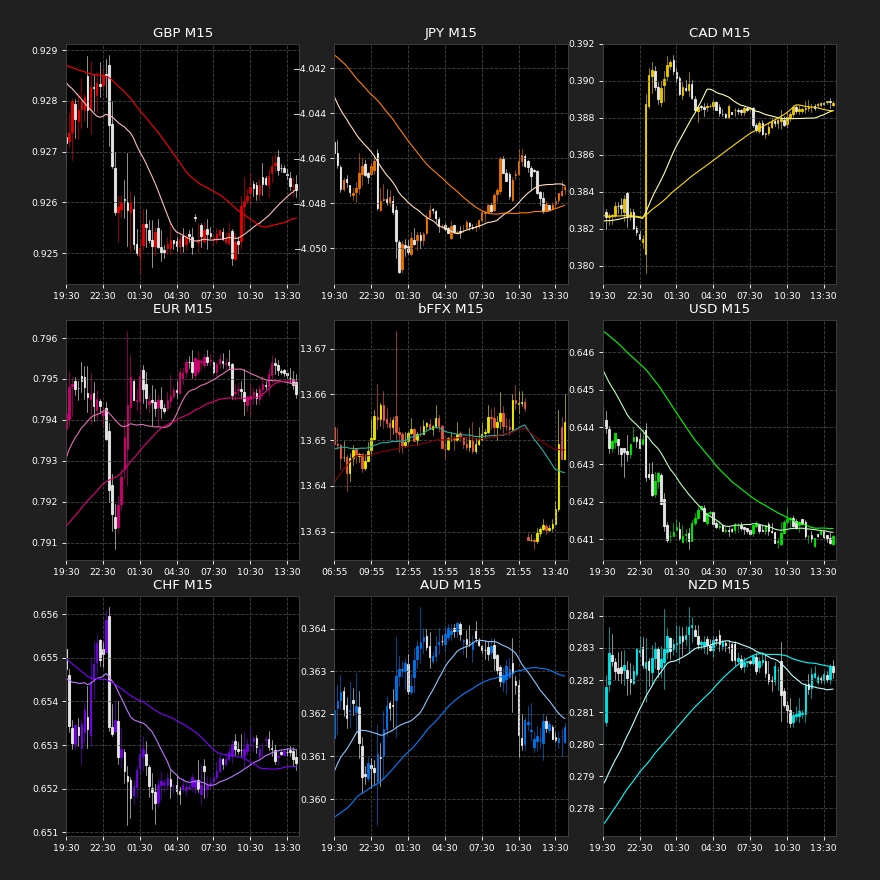 GBP M15
JPY M15
CAD M15
0.929
0.928
0.927
0.926
0.925
−4.042
−4.044
−4.046
−4.048
−4.050
0.392
0.390
0.388
0.386
0.384
0.382
0.380
19:30 22:30 01:30 04:30 07:30 10:30 13:30
19:30 22:30 01:30 04:30 07:30 10:30 13:30
19:30 22:30 01:30 04:30 07:30 10:30 13:30
EUR M15
bFFX M15
USD M15
0.796
0.795
0.794
0.793
0.792
0.791
13.67
13.66
13.65
13.64
13.63
0.646
0.645
0.644
0.643
0.642
0.641
19:30 22:30 01:30 04:30 07:30 10:30 13:30
06:55 09:55 12:55 15:55 18:55 21:55 13:40
19:30 22:30 01:30 04:30 07:30 10:30 13:30
CHF M15
AUD M15
NZD M15
0.656
0.655
0.654
0.653
0.652
0.651
0.364
0.363
0.362
0.361
0.360
0.284
0.283
0.282
0.281
0.280
0.279
0.278
19:30 22:30 01:30 04:30 07:30 10:30 13:30
19:30 22:30 01:30 04:30 07:30 10:30 13:30
19:30 22:30 01:30 04:30 07:30 10:30 13:30